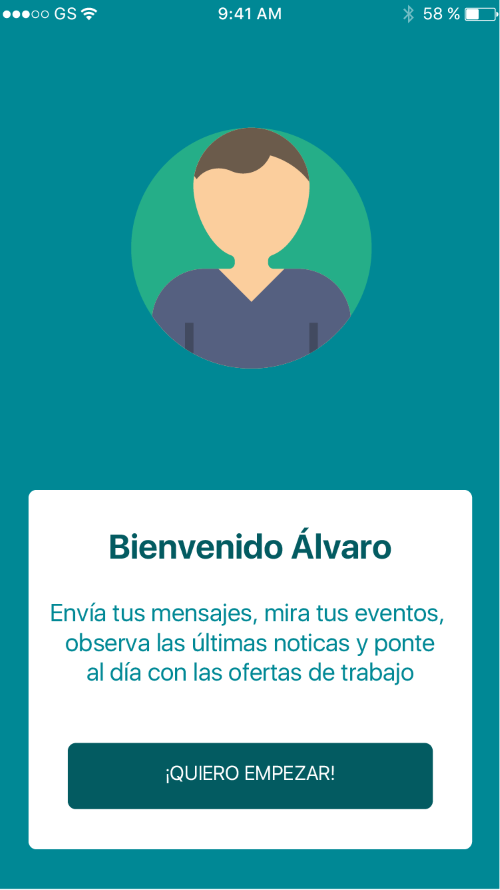 GS 9:41 AM 58 %
Bienvenido Álvaro
Envía tus mensajes, mira tus eventos,
observa las últimas noticas y ponte
al día con las ofertas de trabajo
¡QUIERO EMPEZAR!